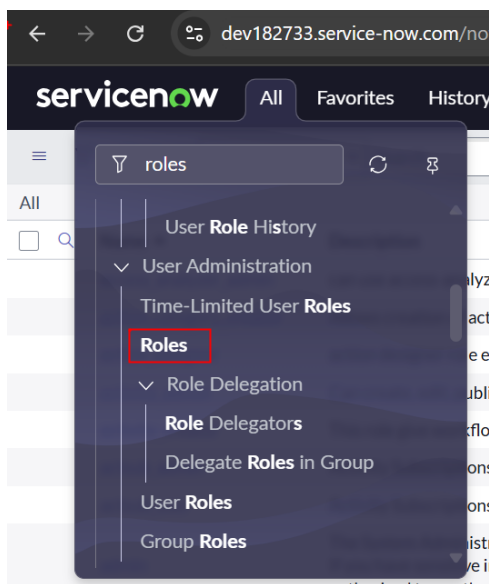 dev182733.service-now.com/no
servicenow All Favorites History
roles
All
User Role History
User Administration
Time-Limited User Roles
Roles
Role Delegation
Role Delegators
Delegate Roles in Group
User Roles
Group Roles